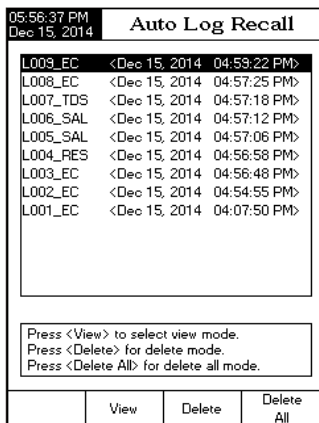 05:56:37 PM
Dec 15, 2014
Auto Log Recall
L009_EC <Dec 15, 2014 04:59:22 PM>
L008_EC <Dec 15, 2014 04:57:25 PM>
L007_TDS <Dec 15, 2014 04:57:18 PM>
L006_SAL <Dec 15, 2014 04:57:12 PM>
L005_SAL <Dec 15, 2014 04:57:06 PM>
L004_RES <Dec 15, 2014 04:56:58 PM>
L003_EC <Dec 15, 2014 04:56:48 PM>
L002_EC <Dec 15, 2014 04:54:55 PM>
L001_EC <Dec 15, 2014 04:07:50 PM>
Press <View> to select view mode.
Press <Delete> for delete mode.
Press <Delete All> for delete all mode.
View Delete Delete All